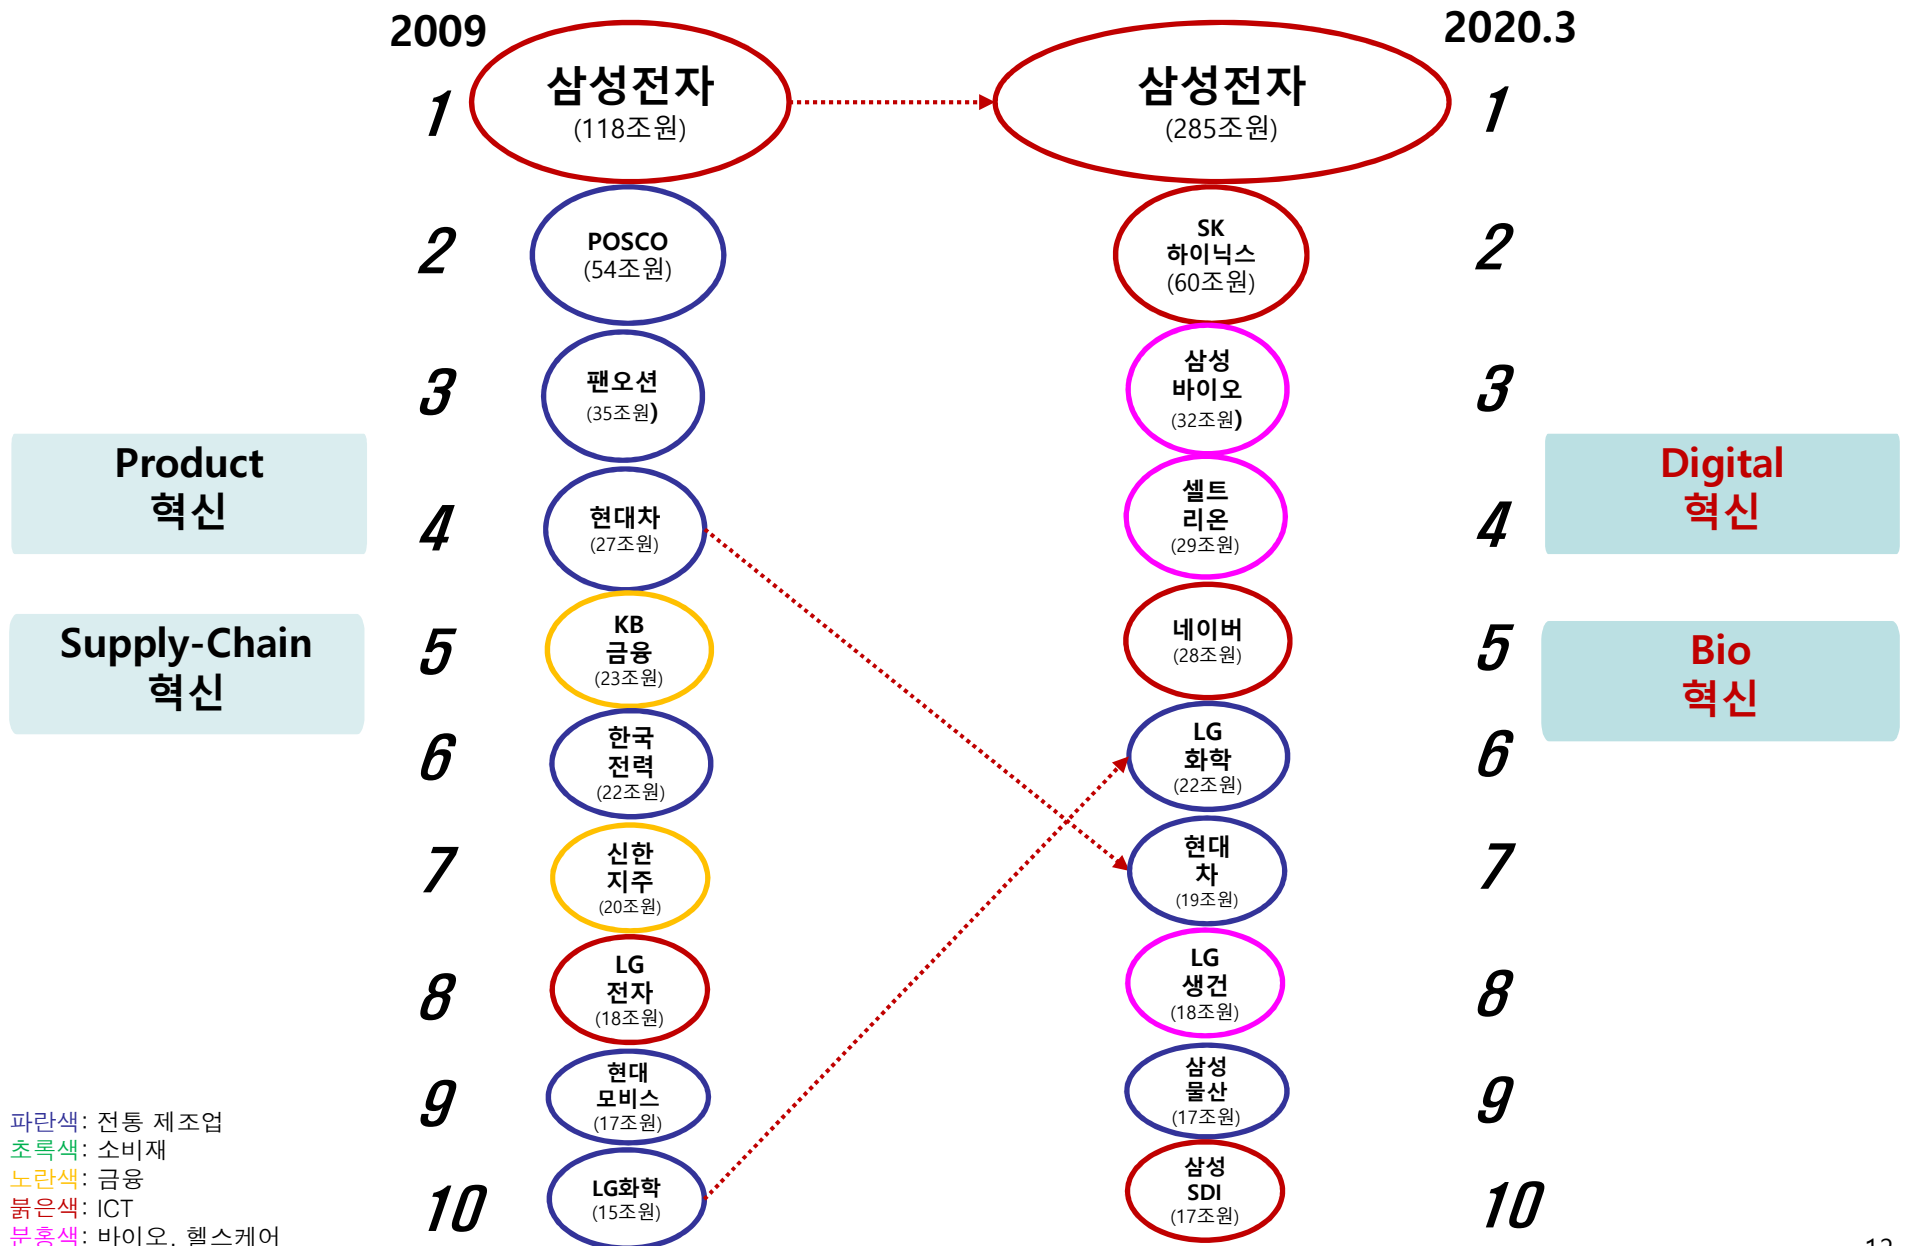 2009
1
삼성전자
(118조원)
2
POSCO
(54조원)
3
팬오션
(35조원)
4
현대차
(27조원)
5
KB
금융
(23조원)
6
한국
전력
(22조원)
7
신한
지주
(20조원)
8
LG
전자
(18조원)
9
현대
모비스
(17조원)
10
LG화학
(15조원)
2020.3
삼성전자
(285조원)
1
SK
하이닉스
(60조원)
2
삼성
바이오
(32조원)
3
셀트
리온
(29조원)
4
네이버
(28조원)
5
LG
화학
(22조원)
6
현대
차
(19조원)
7
LG
생건
(18조원)
8
삼성
물산
(17조원)
9
삼성
SDI
(17조원)
10
Product
혁신
Supply-Chain
혁신
Digital
혁신
Bio
혁신
파란색: 전통 제조업
초록색: 소비재
노란색: 금융
붉은색: ICT
분홍색: 바이오, 헬스케어